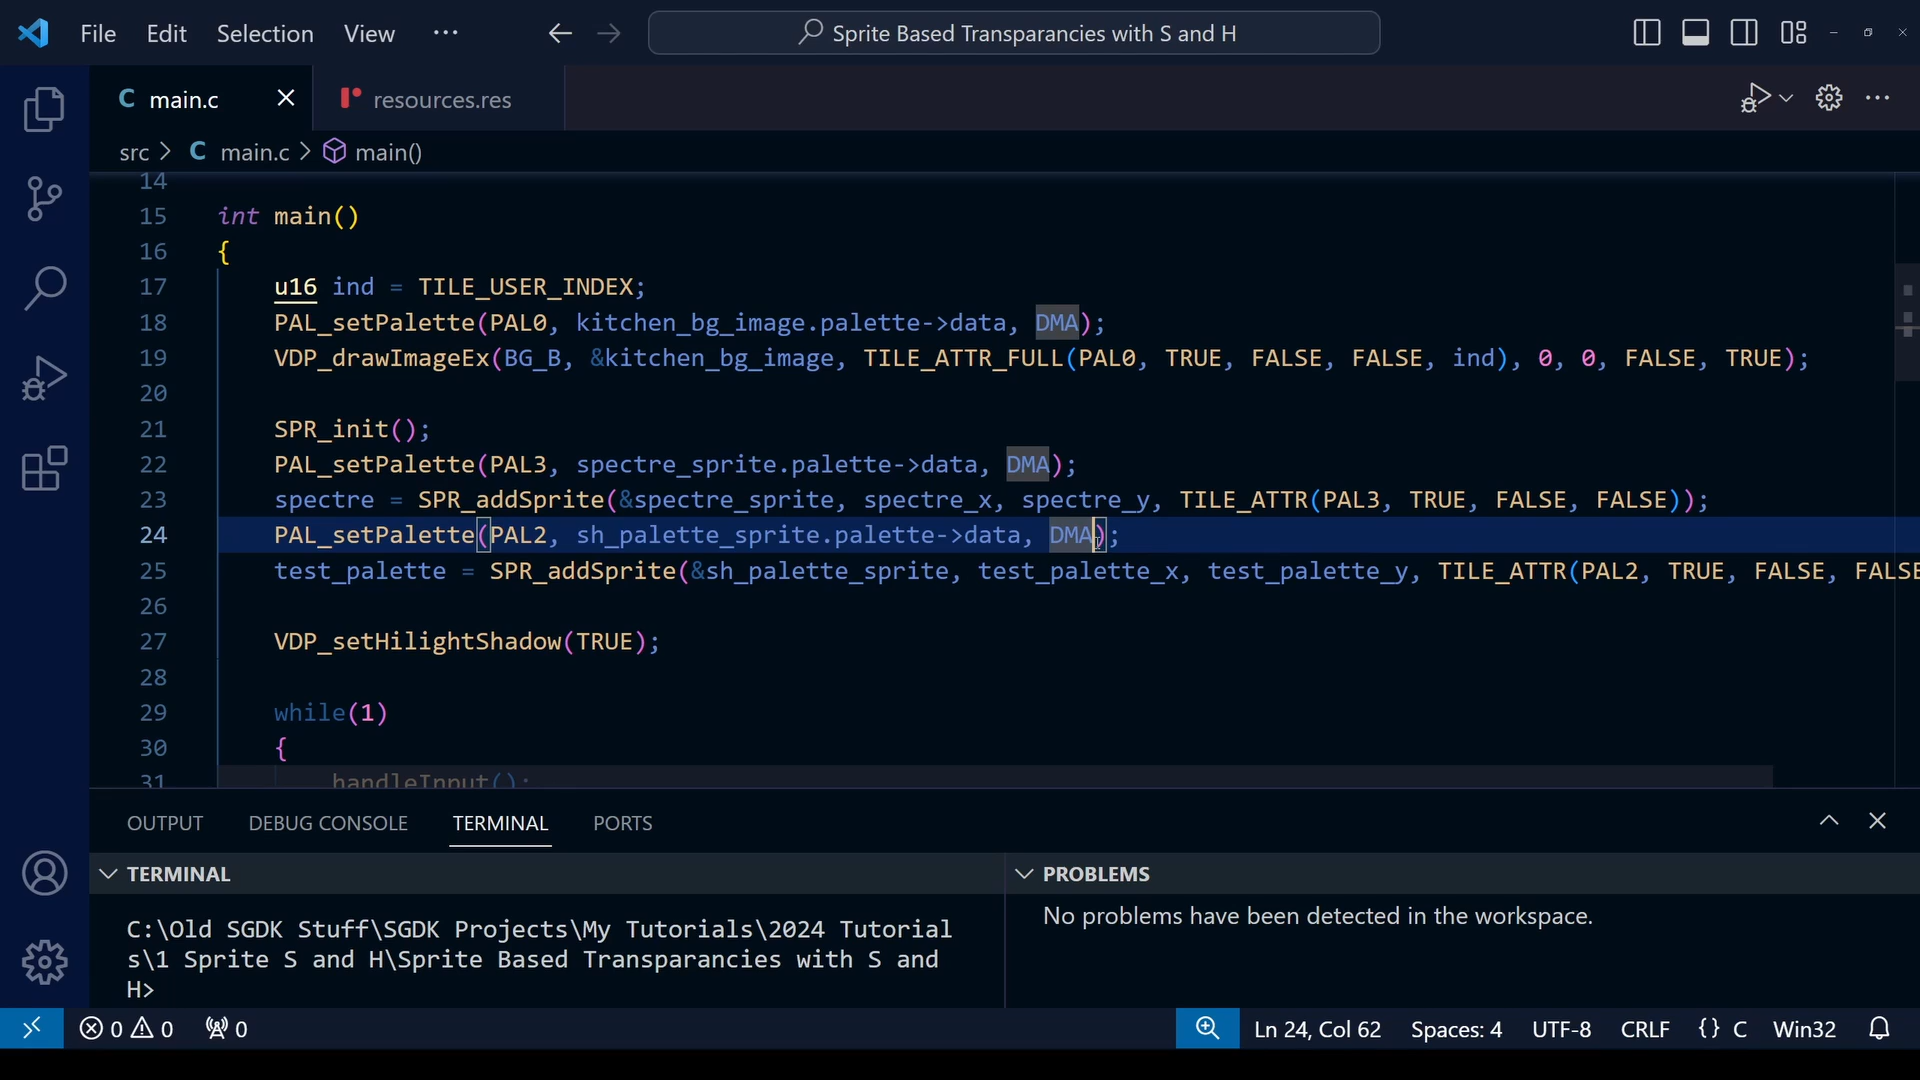 File Edit Selection View ··· Sprite Based Transparancies with S and H
C main.c resources.res
src > C main.c > main()
14
15 int main()
16 {
17 u16 ind = TILE_USER_INDEX;
18 PAL_setPalette(PAL0, kitchen_bg_image.palette->data, DMA);
19 VDP_drawImageEx(BG_B, &kitchen_bg_image, TILE_ATTR_FULL(PAL0, TRUE, FALSE, FALSE, ind), 0, 0, FALSE, TRUE);
20
21 SPR_init();
22 PAL_setPalette(PAL3, spectre_sprite.palette->data, DMA);
23 spectre = SPR_addSprite(&spectre_sprite, spectre_x, spectre_y, TILE_ATTR(PAL3, TRUE, FALSE, FALSE));
24 PAL_setPalette(PAL2, sh_palette_sprite.palette->data, DMA);
25 test_palette = SPR_addSprite(&sh_palette_sprite, test_palette_x, test_palette_y, TILE_ATTR(PAL2, TRUE, FALSE, FALSE
26
27 VDP_setHilightShadow(TRUE);
28
29 while(1)
30 {
31 handleInput();
OUTPUT DEBUG CONSOLE TERMINAL PORTS
TERMINAL
C:\Old SGDK Stuff\SGDK Projects\My Tutorials\2024 Tutorial
s\1 Sprite S and H\Sprite Based Transparancies with S and
H>
PROBLEMS
No problems have been detected in the workspace.
0 0 0 Ln 24, Col 62 Spaces: 4 UTF-8 CRLF {} C Win32